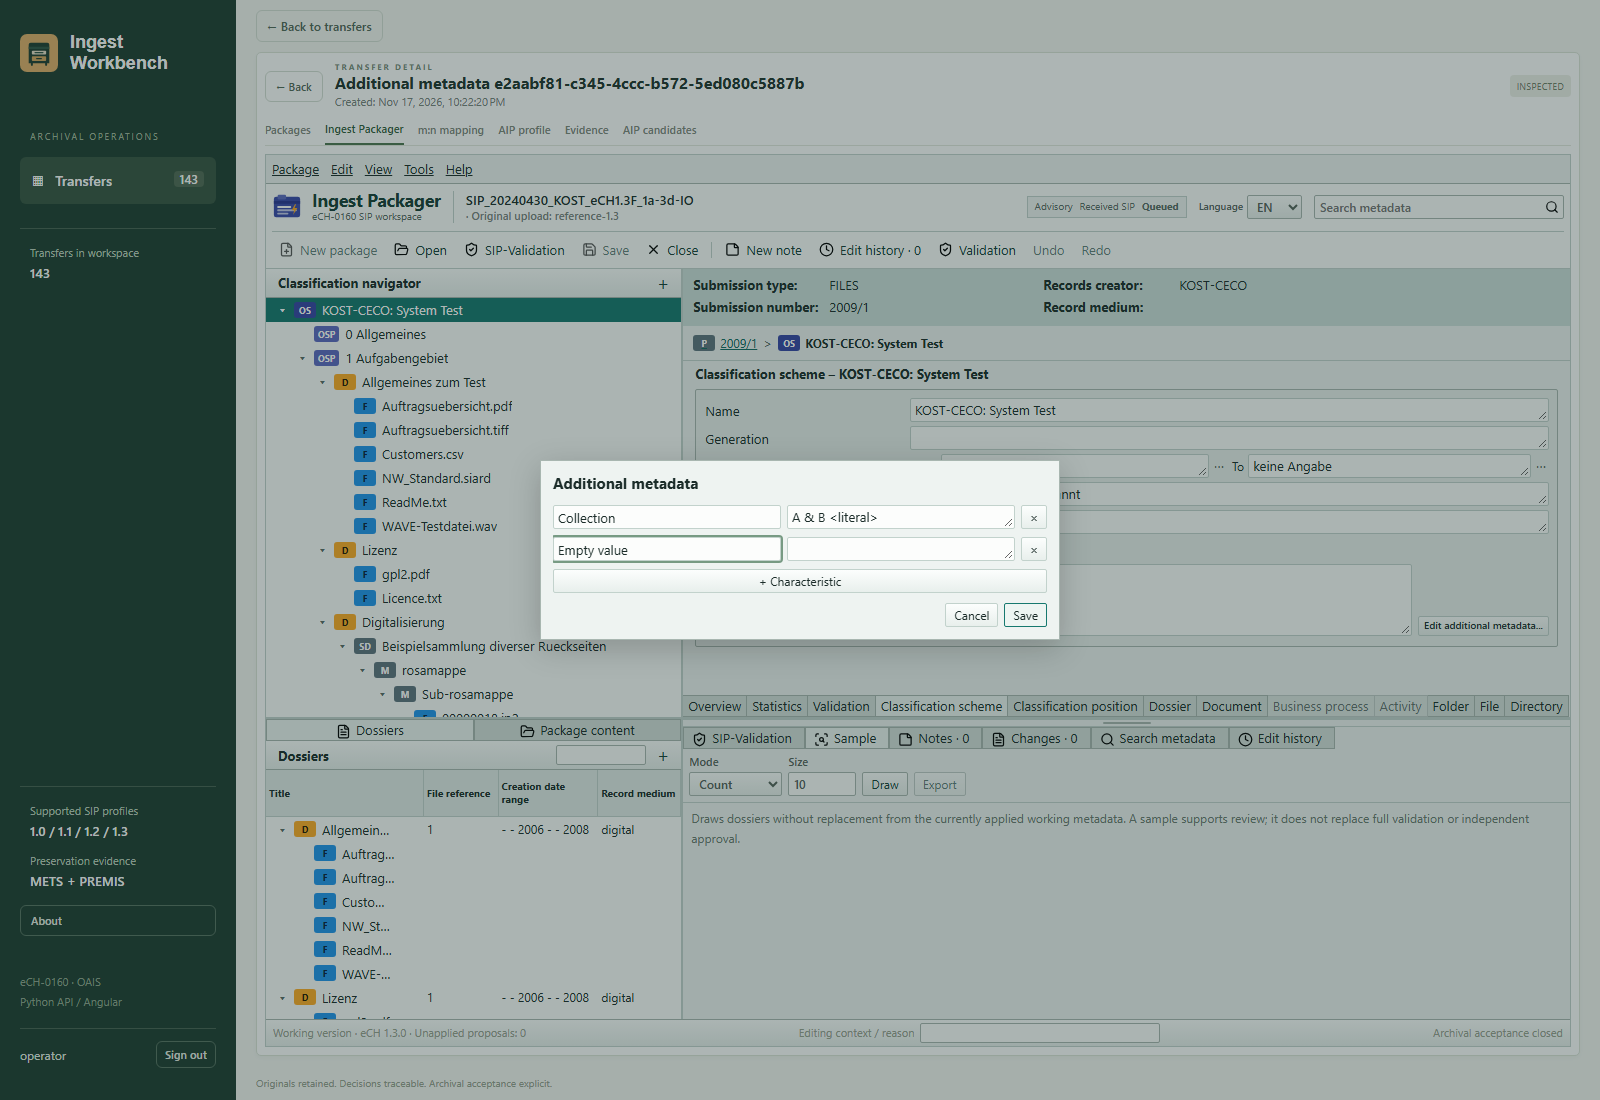 Ingest
Workbench
ARCHIVAL OPERATIONS
Transfers
143
Transfers in workspace
143
Supported SIP profiles
1.0 / 1.1 / 1.2 / 1.3
Preservation evidence
METS + PREMIS
About
eCH-0160 · OAIS
Python API / Angular
operator
Sign out
← Back to transfers
← Back
TRANSFER DETAIL
Additional metadata e2aabf81-c345-4ccc-b572-5ed080c5887b
Created: Nov 17, 2026, 10:22:20 PM
INSPECTED
Packages
Ingest Packager
m:n mapping
AIP profile
Evidence
AIP candidates
Package
Edit
View
Tools
Help
Ingest Packager
eCH-0160 SIP workspace
SIP_20240430_KOST_eCH1.3F_1a-3d-IO
· Original upload: reference-1.3
Advisory Received SIP Queued
Language
EN
Search metadata
New package
Open
SIP-Validation
Save
Close
New note
Edit history · 0
Validation
Undo
Redo
Classification navigator
+
OS KOST-CECO: System Test
OSP 0 Allgemeines
OSP 1 Aufgabengebiet
D Allgemeines zum Test
F Auftragsuebersicht.pdf
F Auftragsuebersicht.tiff
F Customers.csv
F NW_Standard.siard
F ReadMe.txt
F WAVE-Testdatei.wav
D Lizenz
F gpl2.pdf
F Licence.txt
D Digitalisierung
SD Beispielsammlung diverser Rueckseiten
M rosamappe
M Sub-rosamappe
Submission type: FILES
Records creator: KOST-CECO
Submission number: 2009/1
Record medium:
P 2009/1 > OS KOST-CECO: System Test
Classification scheme – KOST-CECO: System Test
Name
KOST-CECO: System Test
Generation
··· To keine Angabe ···
nnt
Edit additional metadata...
Additional metadata
Collection
A & B <literal>
×
Empty value
×
+ Characteristic
Cancel
Save
Overview
Statistics
Validation
Classification scheme
Classification position
Dossier
Document
Business process
Activity
Folder
File
Directory
Dossiers
Package content
Dossiers
+
Title
File reference
Creation date range
Record medium
D Allgemein... 1 - - 2006 - - 2008 digital
F Auftrag...
F Auftrag...
F Custo...
F NW_St...
F ReadM...
F WAVE-...
D Lizenz 1 - - 2006 - - 2008 digital
SIP-Validation
Sample
Notes · 0
Changes · 0
Search metadata
Edit history
Mode
Size
Count
10
Draw
Export
Draws dossiers without replacement from the currently applied working metadata. A sample supports review; it does not replace full validation or independent
approval.
Working version · eCH 1.3.0 · Unapplied proposals: 0
Editing context / reason
Archival acceptance closed
Originals retained. Decisions traceable. Archival acceptance explicit.